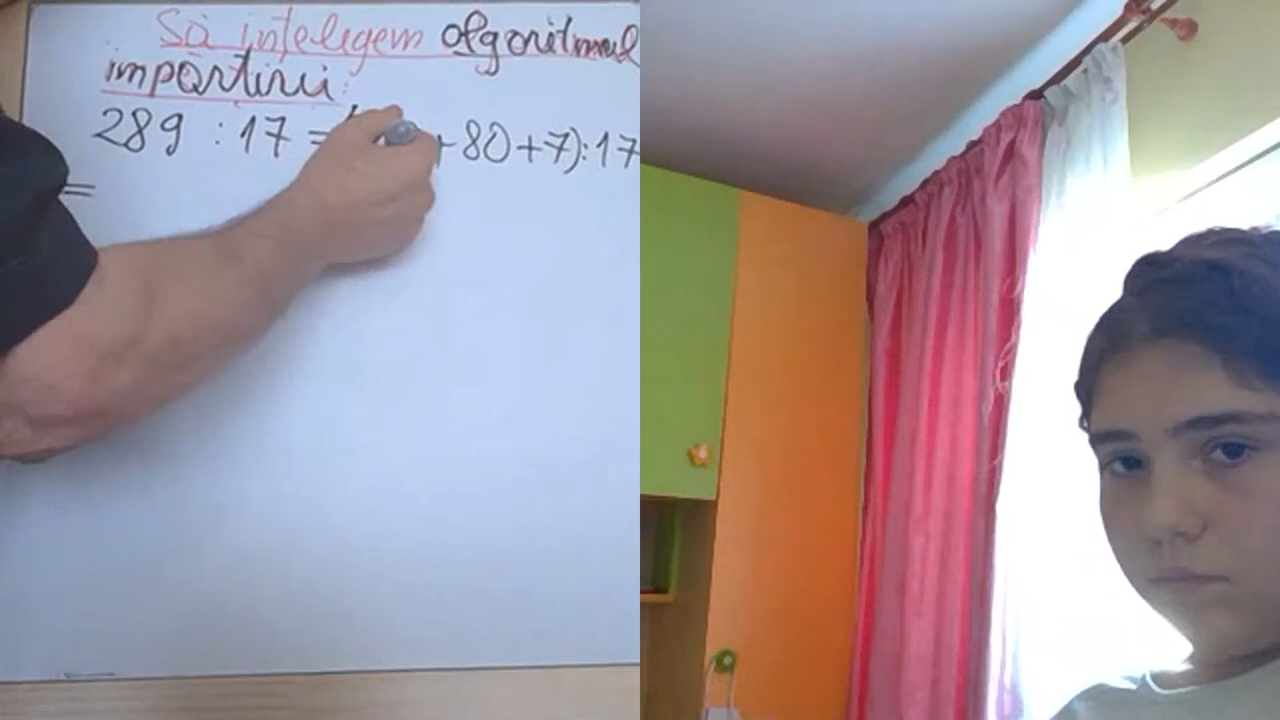 Să înțelegem algoritmul
împărțirii:
289 : 17 = +80+7):17
=